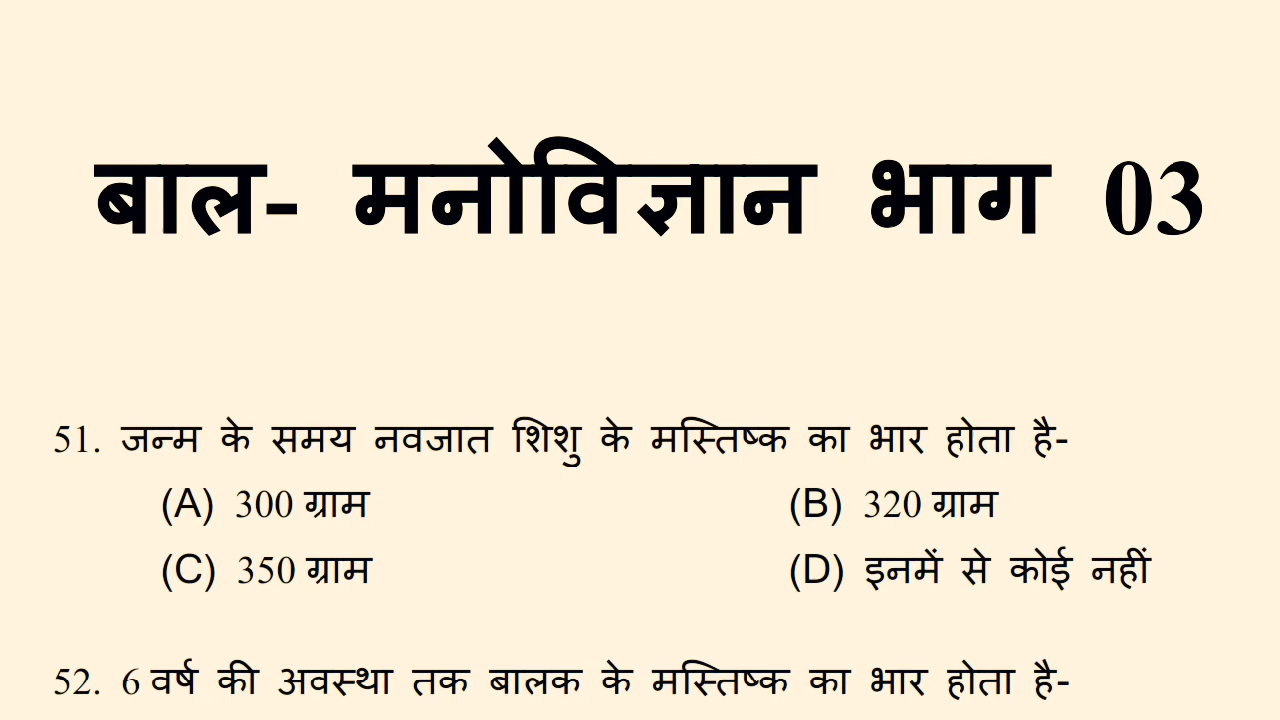 बाल- मनोविज्ञान भाग 03
51. जन्म के समय नवजात शिशु के मस्तिष्क का भार होता है-
(A) 300 ग्राम (B) 320 ग्राम
(C) 350 ग्राम (D) इनमें से कोई नहीं
52. 6 वर्ष की अवस्था तक बालक के मस्तिष्क का भार होता है-